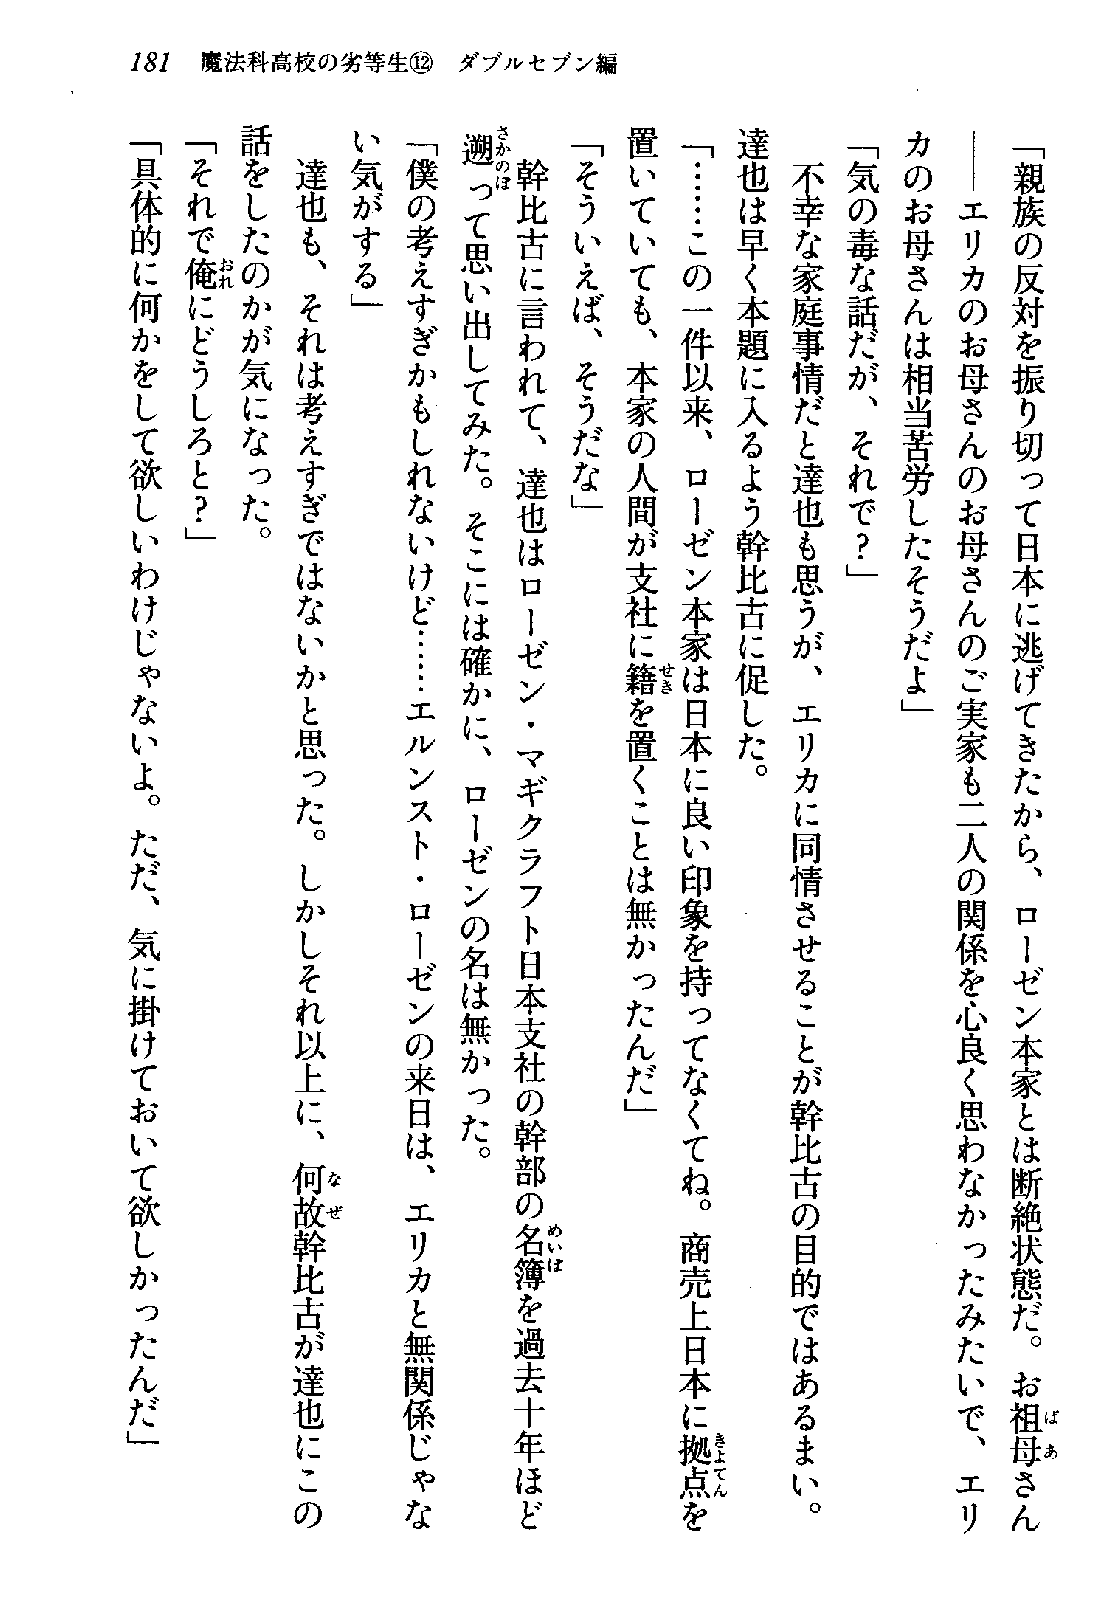 181 魔法科高校の劣等生⑫ ダブルセブン編
「親族の反対を振り切って日本に逃げてきたから、ローゼン本家とは断絶状態だ。お祖母さん
――エリカのお母さんのお母さんのご実家も二人の関係を心良く思わなかったみたいで、エリ
カのお母さんは相当苦労したそうだよ」
「気の毒な話だが、それで？」
　不幸な家庭事情だと達也も思うが、エリカに同情させることが幹比古の目的ではあるまい。
達也は早く本題に入るよう幹比古に促した。
「……この一件以来、ローゼン本家は日本に良い印象を持ってなくてね。商売上日本に拠点を
置いていても、本家の人間が支社に籍を置くことは無かったんだ」
「そういえば、そうだな」
　幹比古に言われて、達也はローゼン・マギクラフト日本支社の幹部の名簿を過去十年ほど
遡って思い出してみた。そこには確かに、ローゼンの名は無かった。
「僕の考えすぎかもしれないけど……エルンスト・ローゼンの来日は、エリカと無関係じゃな
い気がする」
　達也も、それは考えすぎではないかと思った。しかしそれ以上に、何故幹比古が達也にこの
話をしたのかが気になった。
「それで俺にどうしろと？」
「具体的に何かをして欲しいわけじゃないよ。ただ、気に掛けておいて欲しかったんだ」